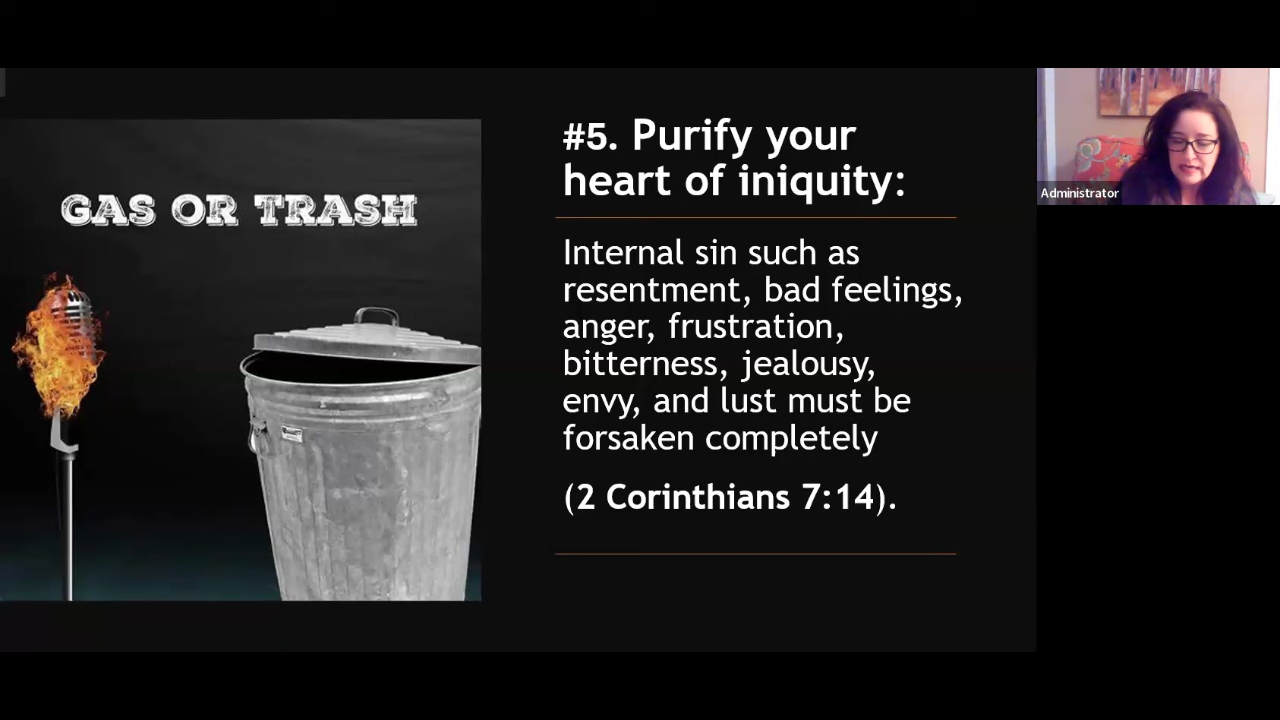 GAS OR TRASH
#5. Purify your
heart of iniquity:
Internal sin such as
resentment, bad feelings,
anger, frustration,
bitterness, jealousy,
envy, and lust must be
forsaken completely
(2 Corinthians 7:14).
Administrator